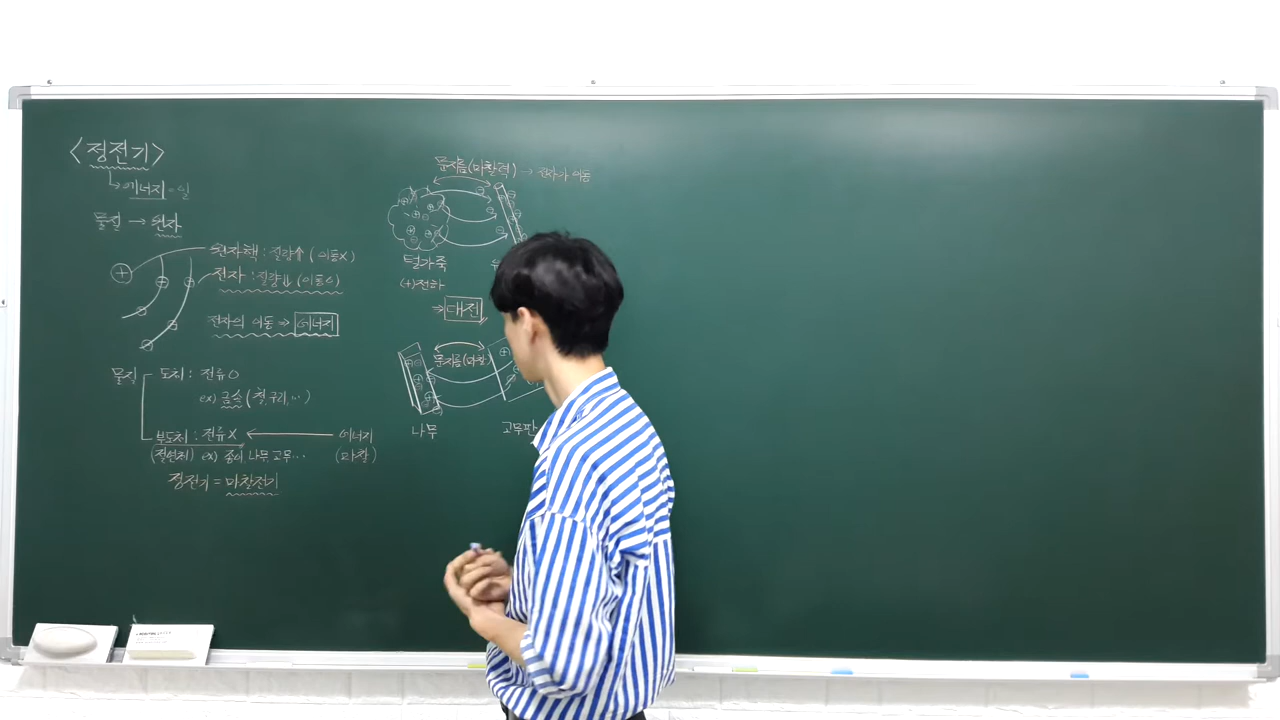 <정전기>
↳ 에너지 = 일
물질 → 원자
원자핵 : 질량↑ (이동X)
전자 : 질량↓ (이동O)
전자의 이동 ⇒ 에너지
물질
도체 : 전류O
ex) 금속 (철, 구리, …)
부도체 : 전류X ← 에너지
(절연체) ex) 종이, 나무, 고무… (마찰)
정전기 = 마찰전기
문지름(마찰력) → 전자가 이동
털가죽
(+)전하
⇒ 대전
문지름(마찰)
나무 고무판